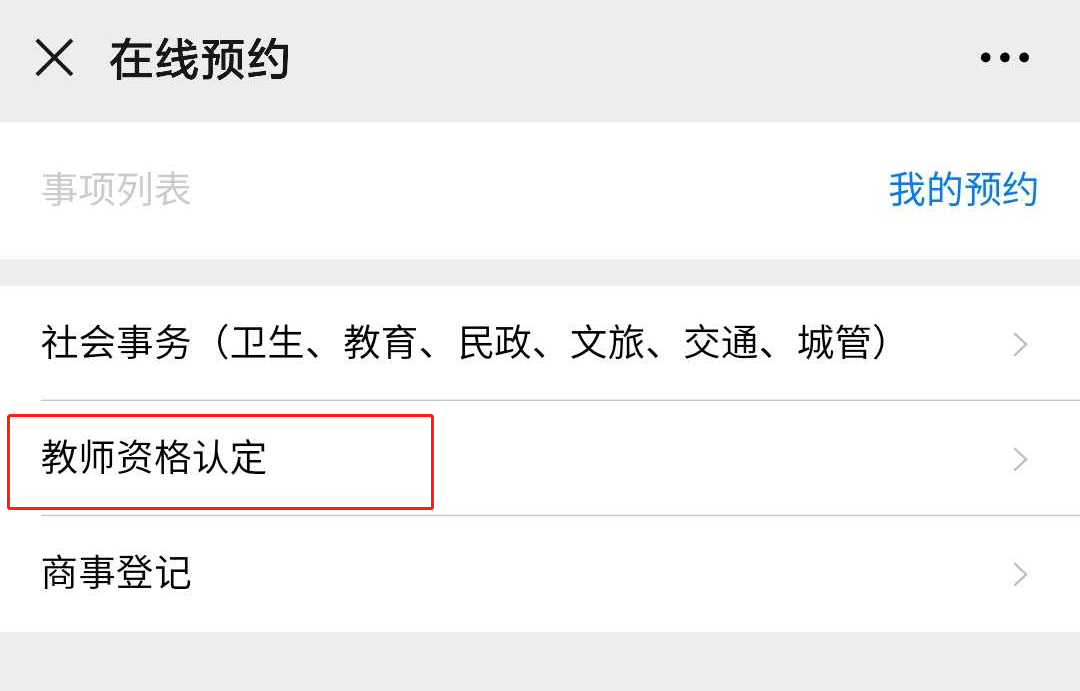 在线预约
事项列表
我的预约
社会事务（卫生、教育、民政、文旅、交通、城管）
教师资格认定
商事登记